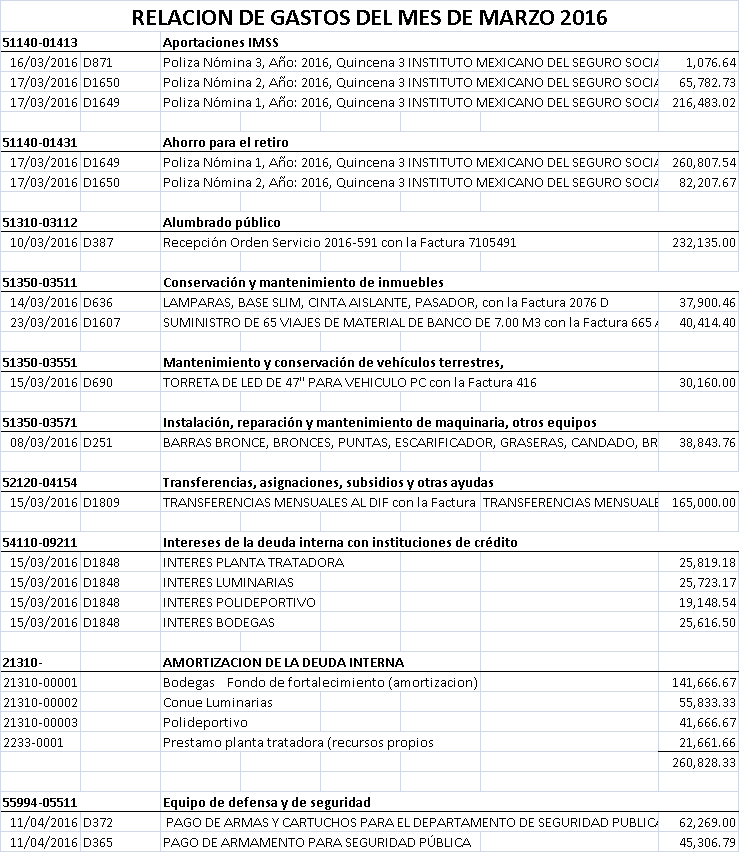 RELACION DE GASTOS DEL MES DE MARZO 2016
51140-01413 Aportaciones IMSS
16/03/2016 D871 Poliza Nómina 3, Año: 2016, Quincena 3 INSTITUTO MEXICANO DEL SEGURO SOCIA 1,076.64
17/03/2016 D1650 Poliza Nómina 2, Año: 2016, Quincena 3 INSTITUTO MEXICANO DEL SEGURO SOCIA 65,782.73
17/03/2016 D1649 Poliza Nómina 1, Año: 2016, Quincena 3 INSTITUTO MEXICANO DEL SEGURO SOCIA 216,483.02
51140-01431 Ahorro para el retiro
17/03/2016 D1649 Poliza Nómina 1, Año: 2016, Quincena 3 INSTITUTO MEXICANO DEL SEGURO SOCIA 260,807.54
17/03/2016 D1650 Poliza Nómina 2, Año: 2016, Quincena 3 INSTITUTO MEXICANO DEL SEGURO SOCIA 82,207.67
51310-03112 Alumbrado público
10/03/2016 D387 Recepción Orden Servicio 2016-591 con la Factura 7105491 232,135.00
51350-03511 Conservación y mantenimiento de inmuebles
14/03/2016 D636 LAMPARAS, BASE SLIM, CINTA AISLANTE, PASADOR, con la Factura 2076 D 37,900.46
23/03/2016 D1607 SUMINISTRO DE 65 VIAJES DE MATERIAL DE BANCO DE 7.00 M3 con la Factura 665 A 40,414.40
51350-03551 Mantenimiento y conservación de vehículos terrestres,
15/03/2016 D690 TORRETA DE LED DE 47" PARA VEHICULO PC con la Factura 416 30,160.00
51350-03571 Instalación, reparación y mantenimiento de maquinaria, otros equipos
08/03/2016 D251 BARRAS BRONCE, BRONCES, PUNTAS, ESCARIFICADOR, GRASERAS, CANDADO, BR 38,843.76
52120-04154 Transferencias, asignaciones, subsidios y otras ayudas
15/03/2016 D1809 TRANSFERENCIAS MENSUALES AL DIF con la Factura TRANSFERENCIAS MENSUALE 165,000.00
54110-09211 Intereses de la deuda interna con instituciones de crédito
15/03/2016 D1848 INTERES PLANTA TRATADORA 25,819.18
15/03/2016 D1848 INTERES LUMINARIAS 25,723.17
15/03/2016 D1848 INTERES POLIDEPORTIVO 19,148.54
15/03/2016 D1848 INTERES BODEGAS 25,616.50
21310- AMORTIZACION DE LA DEUDA INTERNA
21310-00001 Bodegas Fondo de fortalecimiento (amortizacion) 141,666.67
21310-00002 Conue Luminarias 55,833.33
21310-00003 Polideportivo 41,666.67
2233-0001 Prestamo planta tratadora (recursos propios 21,661.66
260,828.33
55994-05511 Equipo de defensa y de seguridad
11/04/2016 D372 PAGO DE ARMAS Y CARTUCHOS PARA EL DEPARTAMENTO DE SEGURIDAD PUBLICA 62,269.00
11/04/2016 D365 PAGO DE ARMAMENTO PARA SEGURIDAD PÚBLICA 45,306.79